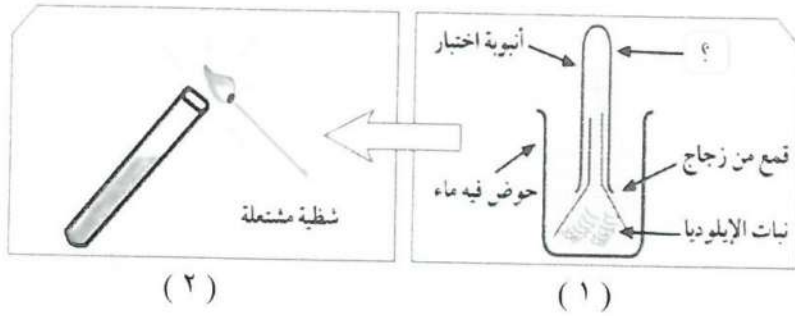 ؟
أنبوبة اختبار
قمع من زجاج
حوض فيه ماء
نبات الإيلوديا
(١)
شظية مشتعلة
(٢)